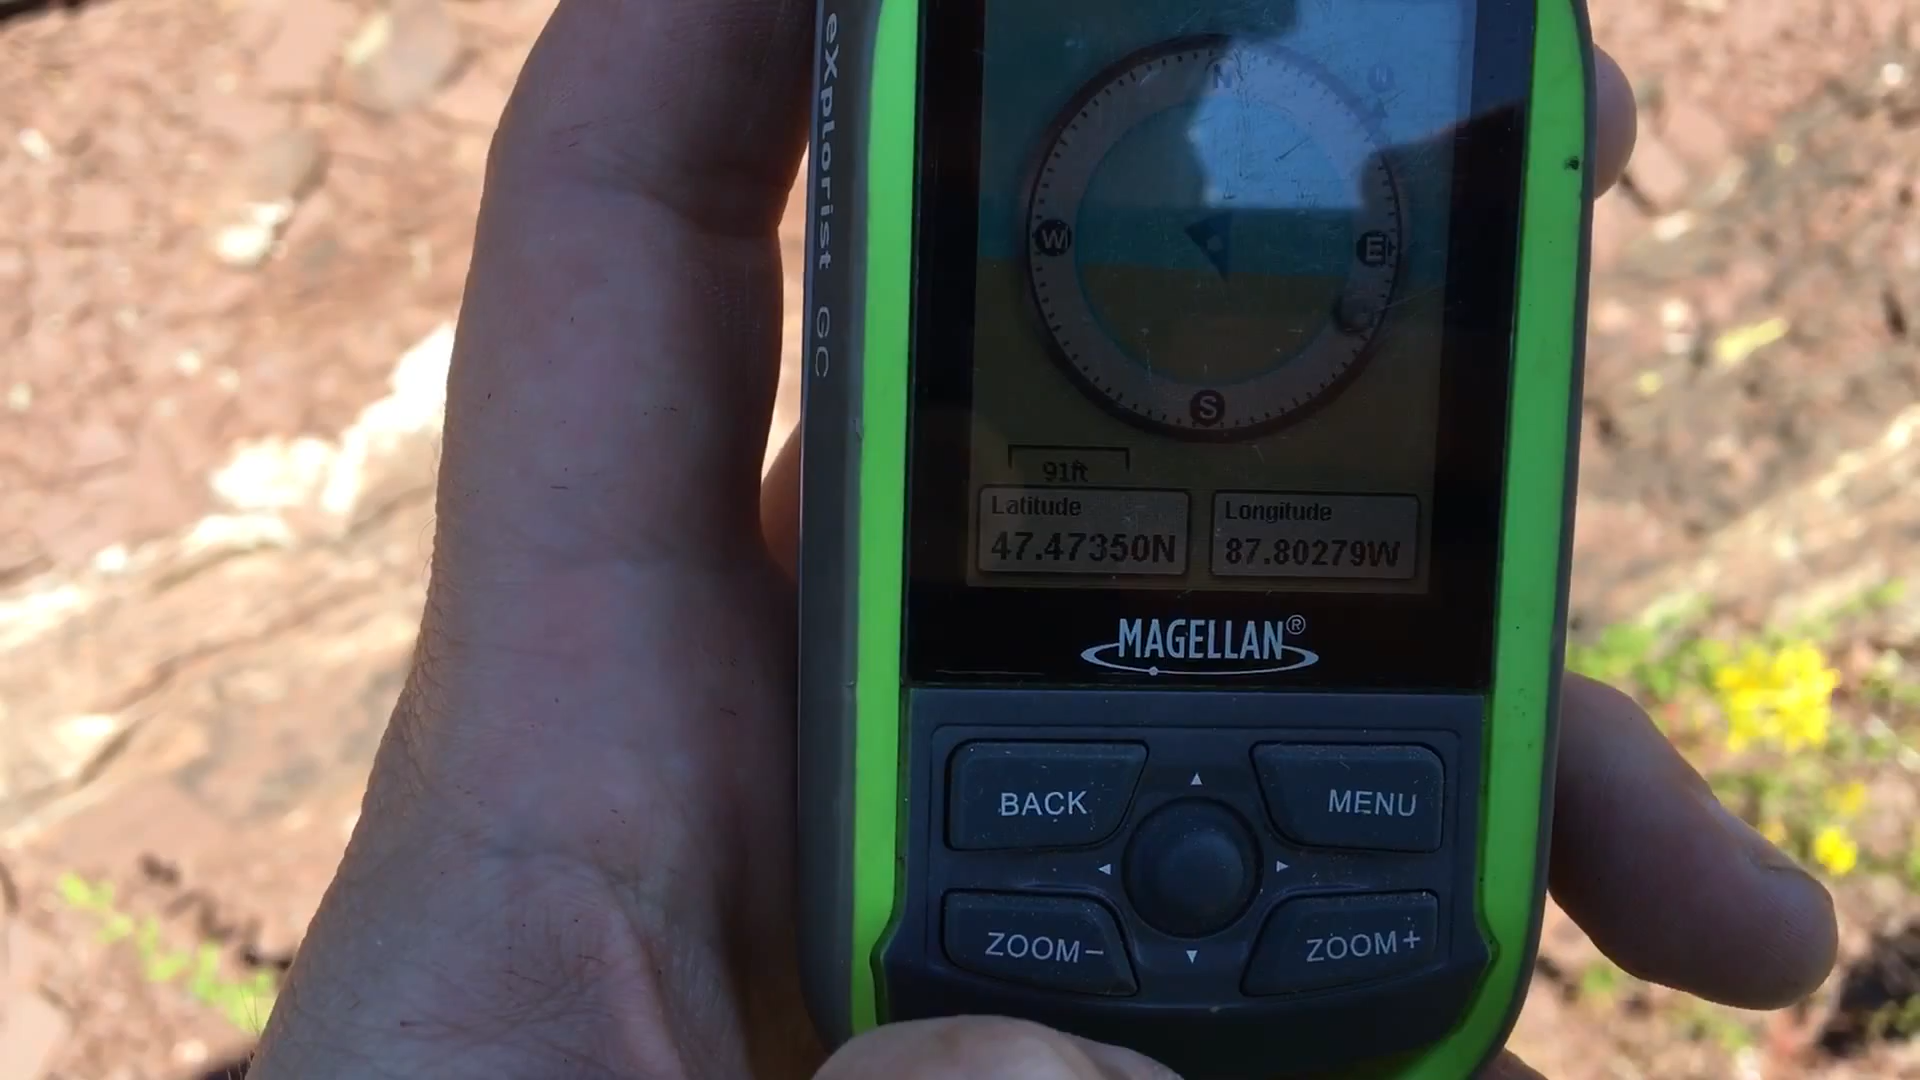 eXplorist GC
N
W
E
S
91ft
Latitude
Longitude
47.47350N
87.80279W
MAGELLAN®
BACK
MENU
ZOOM−
ZOOM+